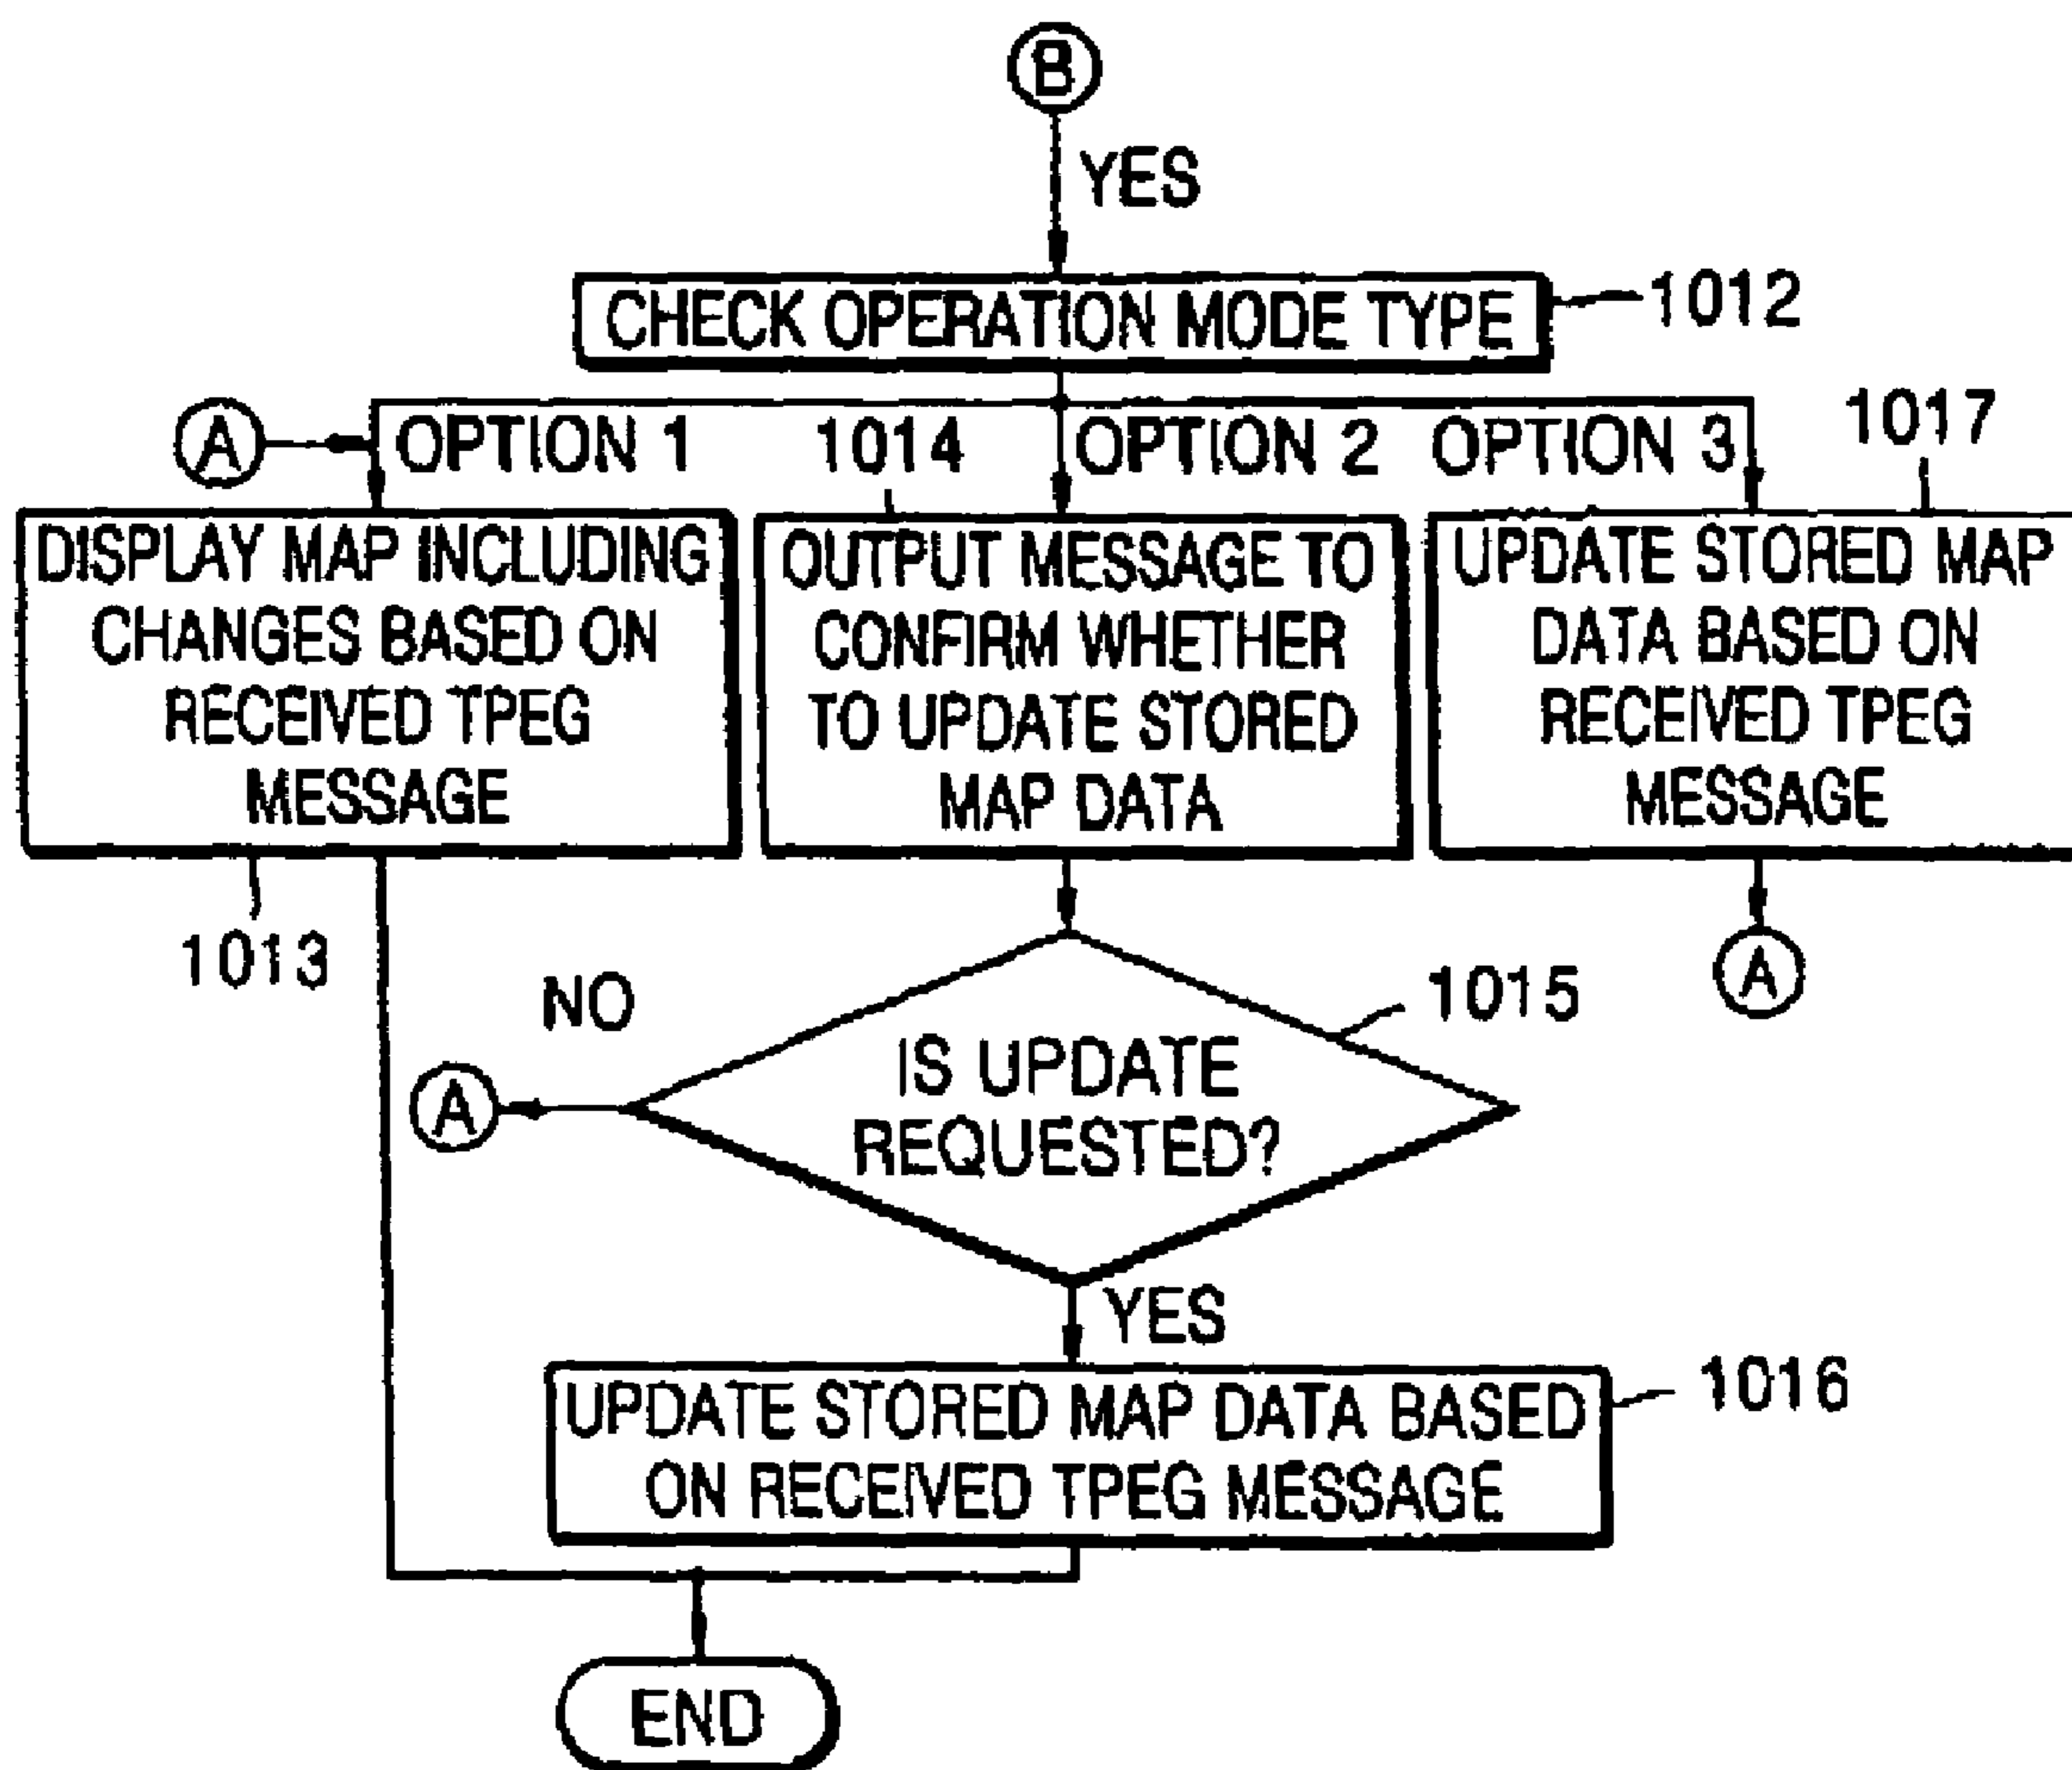 B
YES
CHECK OPERATION MODE TYPE
1012
A
OPTION 1
1014
OPTION 2
OPTION 3
1017
DISPLAY MAP INCLUDING
CHANGES BASED ON
RECEIVED TPEG
MESSAGE
OUTPUT MESSAGE TO
CONFIRM WHETHER
TO UPDATE STORED
MAP DATA
UPDATE STORED MAP
DATA BASED ON
RECEIVED TPEG
MESSAGE
1013
NO
1015
A
IS UPDATE
REQUESTED?
A
YES
UPDATE STORED MAP DATA BASED
ON RECEIVED TPEG MESSAGE
1016
END